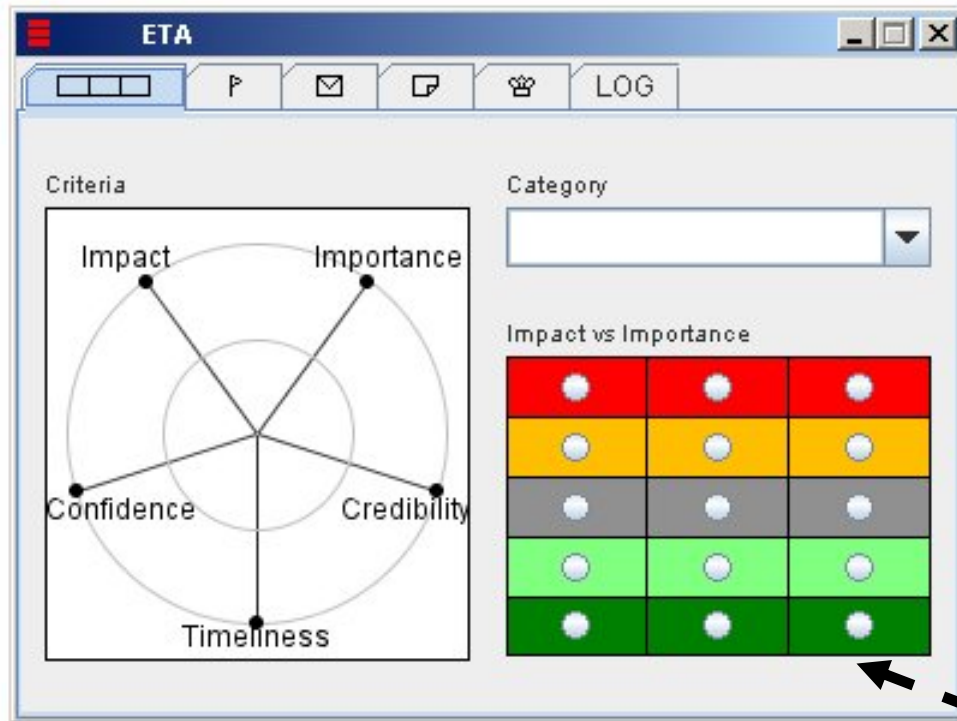 ETA
LOG
Criteria
Category
Impact
Importance
Impact vs Importance
Confidence
Credibility
Timeliness